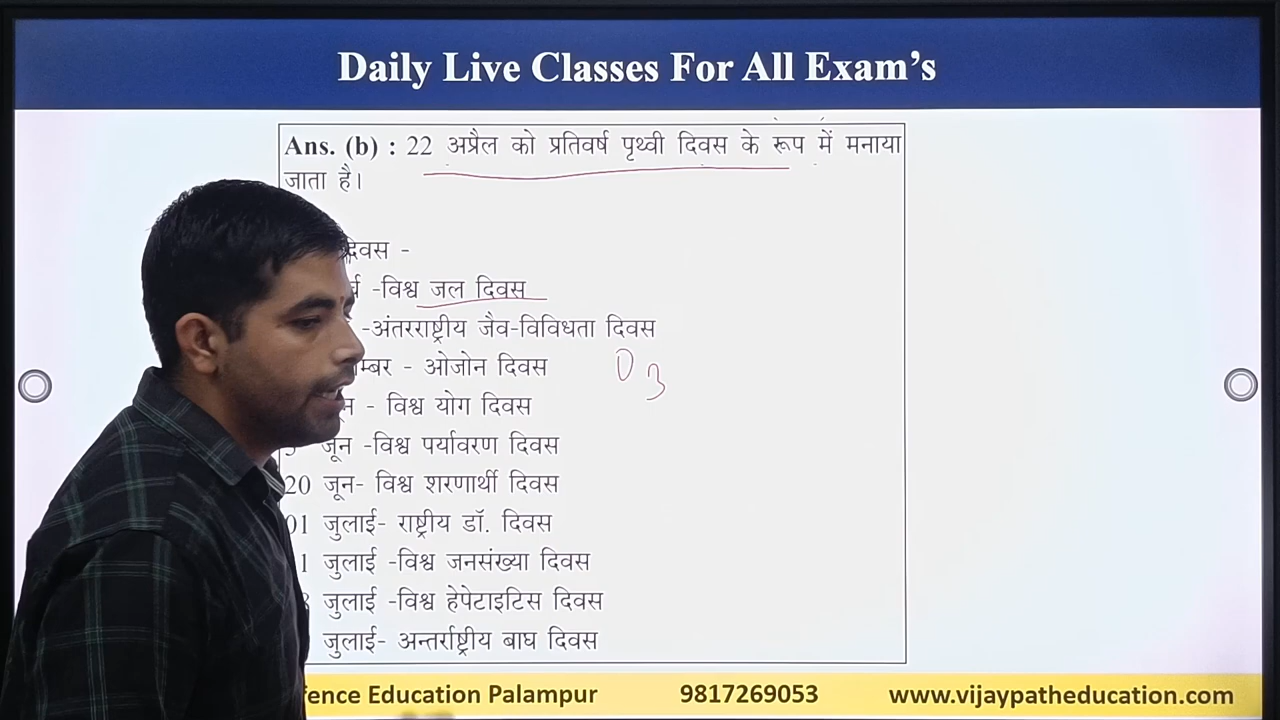 Daily Live Classes For All Exam's
Ans. (b) : 22 अप्रैल को प्रतिवर्ष पृथ्वी दिवस के रूप में मनाया
जाता है।
दिवस -
-विश्व जल दिवस
-अंतरराष्ट्रीय जैव-विविधता दिवस
- ओजोन दिवस
O3
- विश्व योग दिवस
जून -विश्व पर्यावरण दिवस
20 जून- विश्व शरणार्थी दिवस
01 जुलाई- राष्ट्रीय डॉ. दिवस
जुलाई -विश्व जनसंख्या दिवस
जुलाई -विश्व हेपेटाइटिस दिवस
जुलाई- अन्तर्राष्ट्रीय बाघ दिवस
Education Palampur 9817269053 www.vijaypatheducation.com